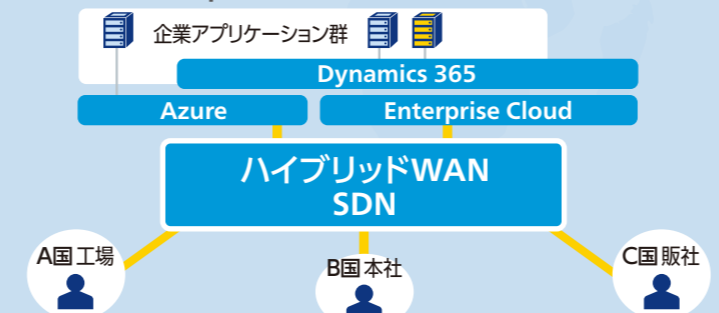 企業アプリケーション群
Dynamics 365
Azure
Enterprise Cloud
ハイブリッドWAN
SDN
A国工場
B国本社
C国販社